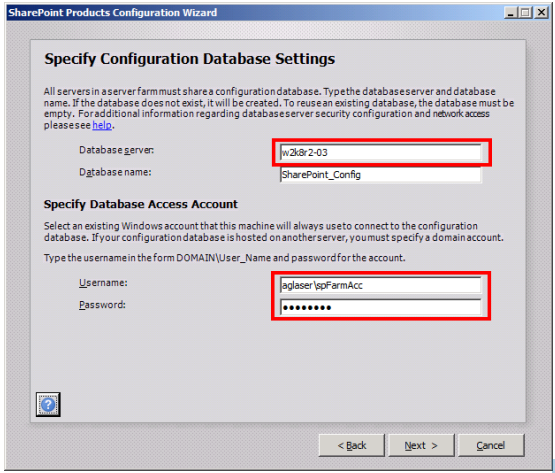 SharePoint Products Configuration Wizard
Specify Configuration Database Settings
All servers in a server farm must share a configuration database. Type the database server and database
name. If the database does not exist, it will be created. To reuse an existing database, the database must be
empty. For additional information regarding database server security configuration and network access
please see help.
Database server:
w2k8r2-03
Database name:
SharePoint_Config
Specify Database Access Account
Select an existing Windows account that this machine will always use to connect to the configuration
database. If your configuration database is hosted on another server, you must specify a domain account.
Type the username in the form DOMAIN\User_Name and password for the account.
Username:
aglaser\spFarmAcc
Password:
●●●●●●●●
?
< Back
Next >
Cancel